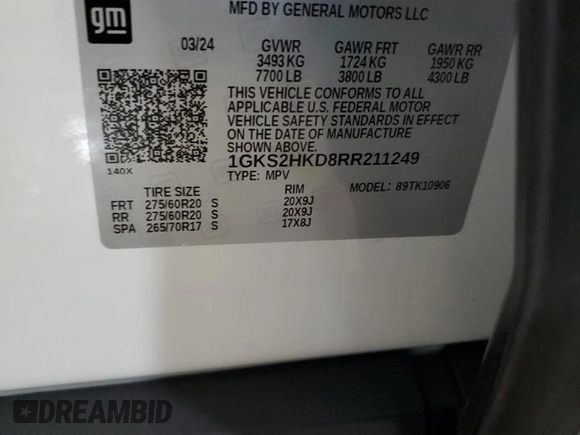 gm
MFD BY GENERAL MOTORS LLC
03/24 GVWR GAWR FRT GAWR RR
3493 KG 1724 KG 1950 KG
7700 LB 3800 LB 4300 LB
THIS VEHICLE CONFORMS TO ALL
APPLICABLE U.S. FEDERAL MOTOR
VEHICLE SAFETY STANDARDS IN EFFECT
ON THE DATE OF MANUFACTURE
SHOWN ABOVE.
140X
1GKS2HKD8RR211249
TYPE: MPV MODEL: 89TK10906
TIRE SIZE RIM
FRT 275/60R20 S 20X9J
RR 275/60R20 S 20X9J
SPA 265/70R17 S 17X8J
DREAMBID